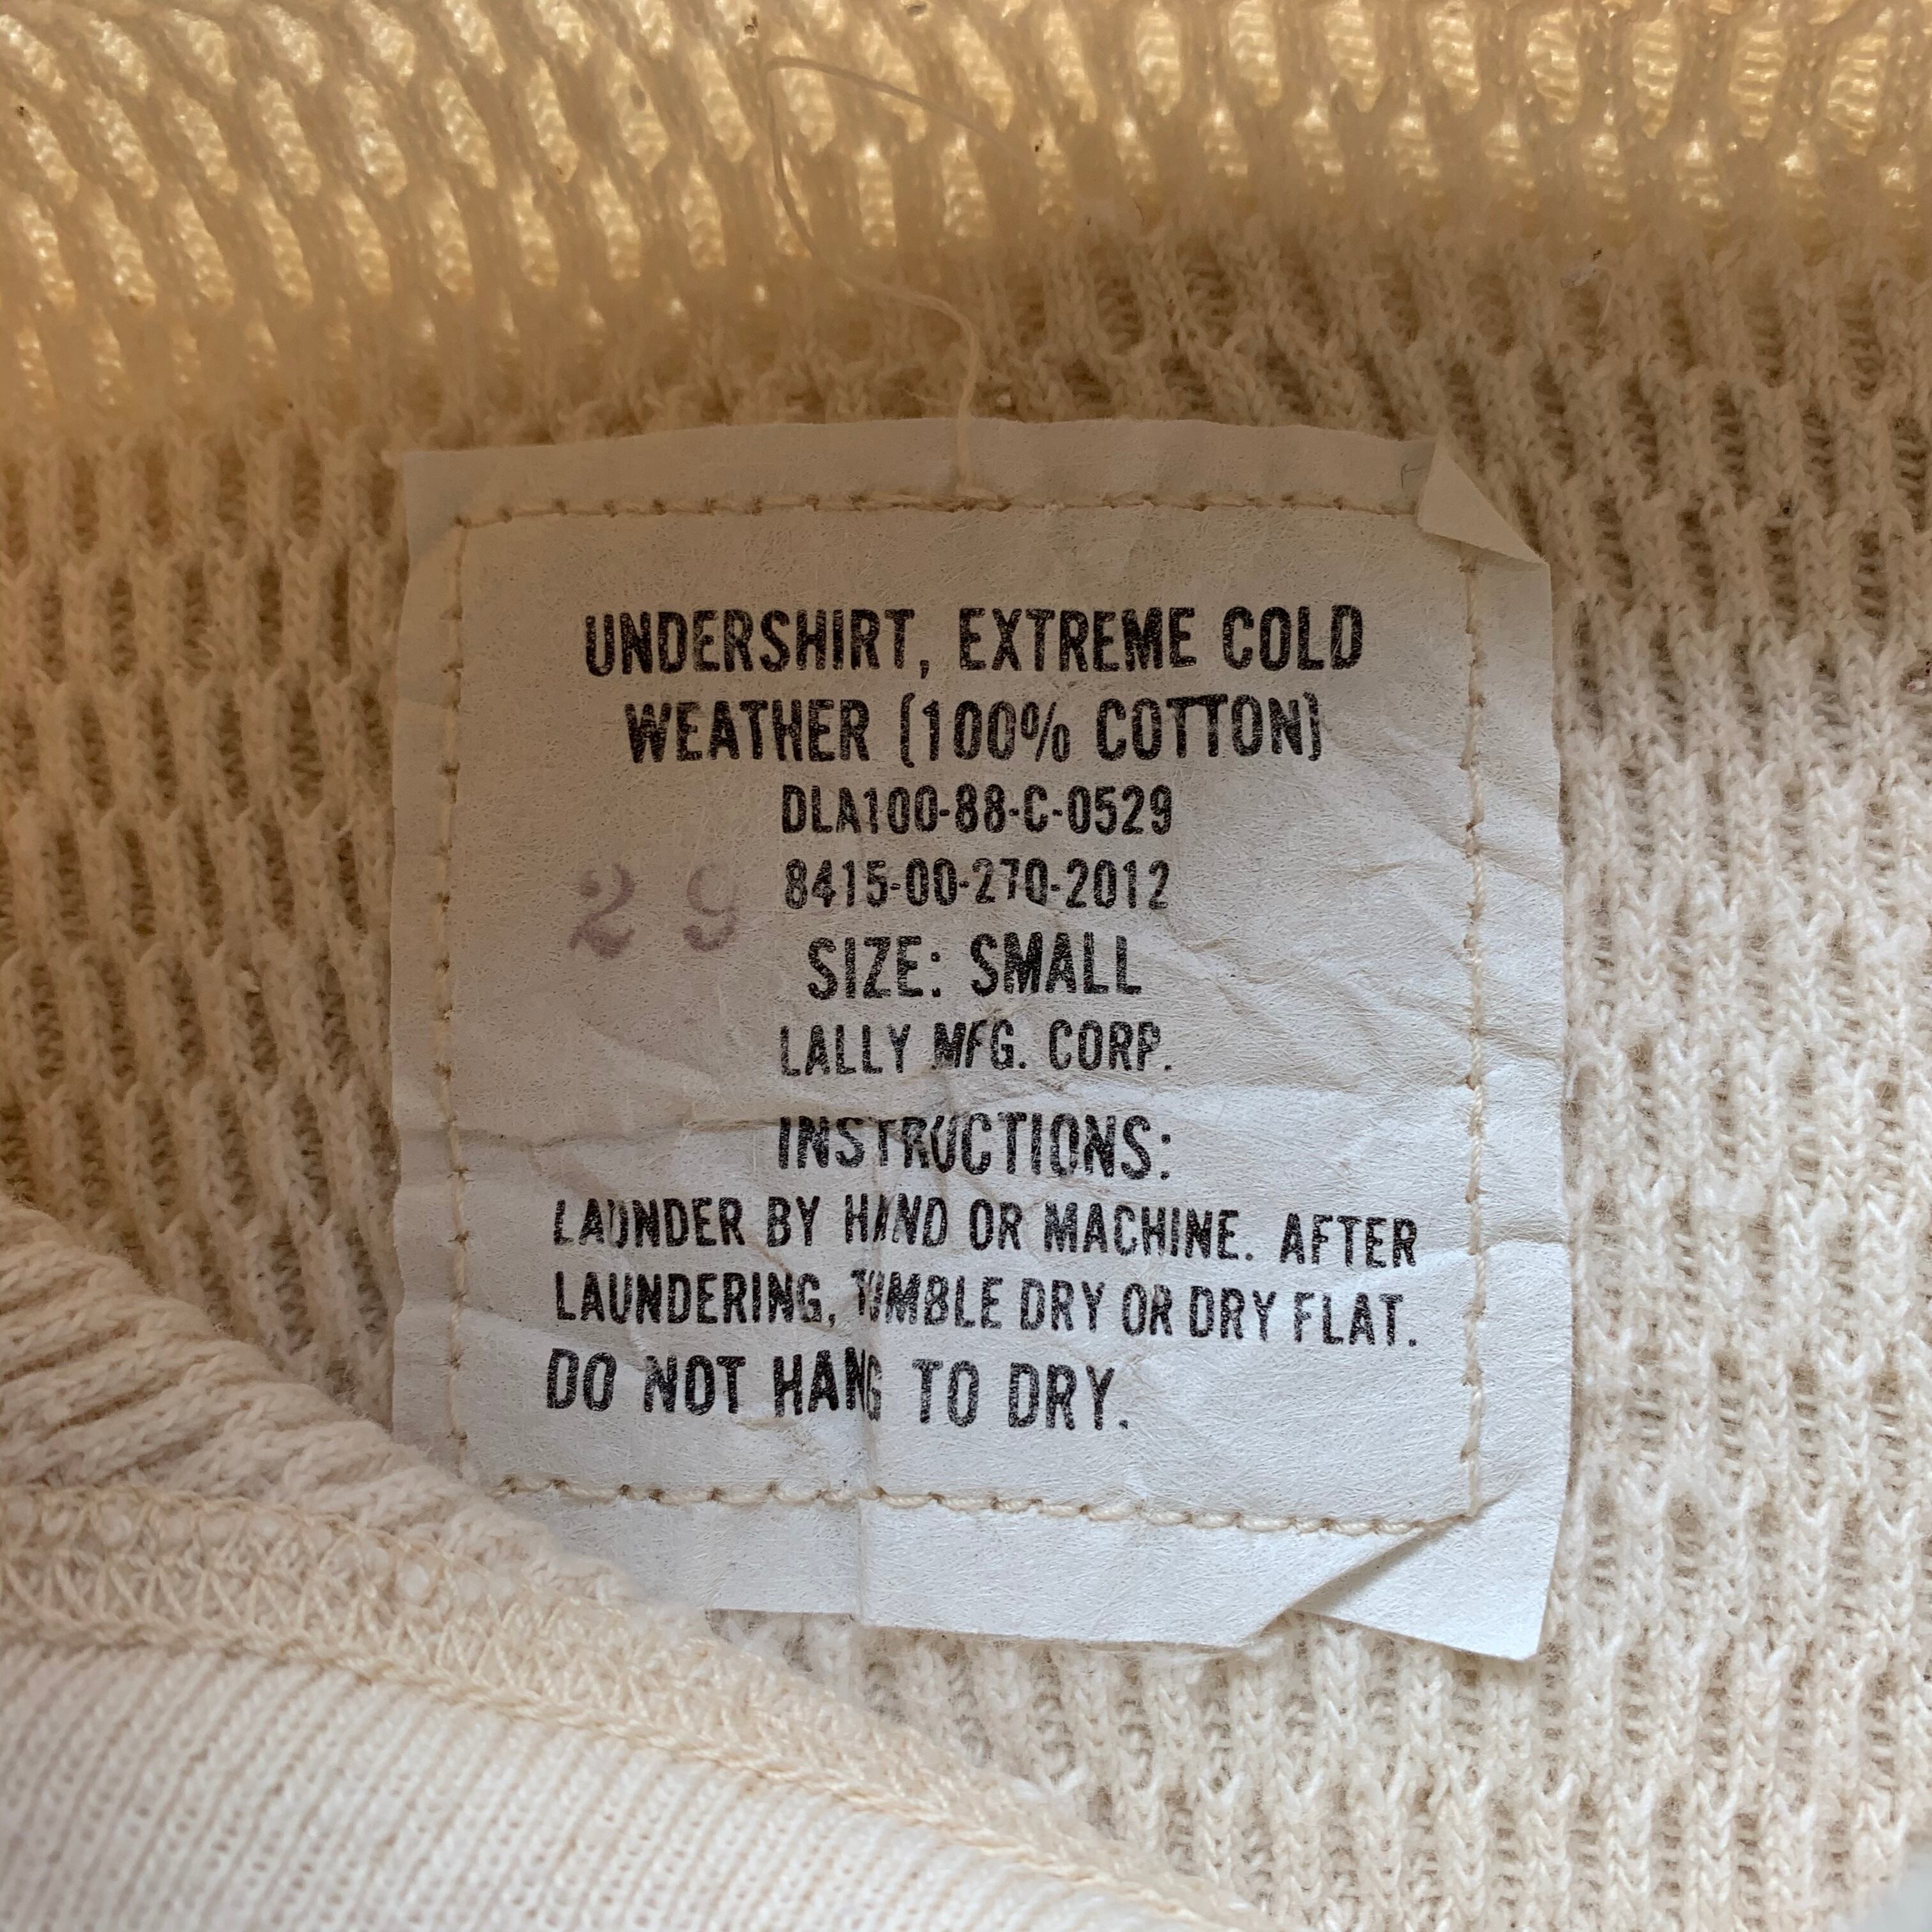 UNDERSHIRT, EXTREME COLD
WEATHER (100% COTTON)
DLA100-88-C-0529
29 8415-00-270-2012
SIZE: SMALL
LALLY MFG. CORP.
INSTRUCTIONS:
LAUNDER BY HAND OR MACHINE. AFTER
LAUNDERING, TUMBLE DRY OR DRY FLAT.
DO NOT HANG TO DRY.